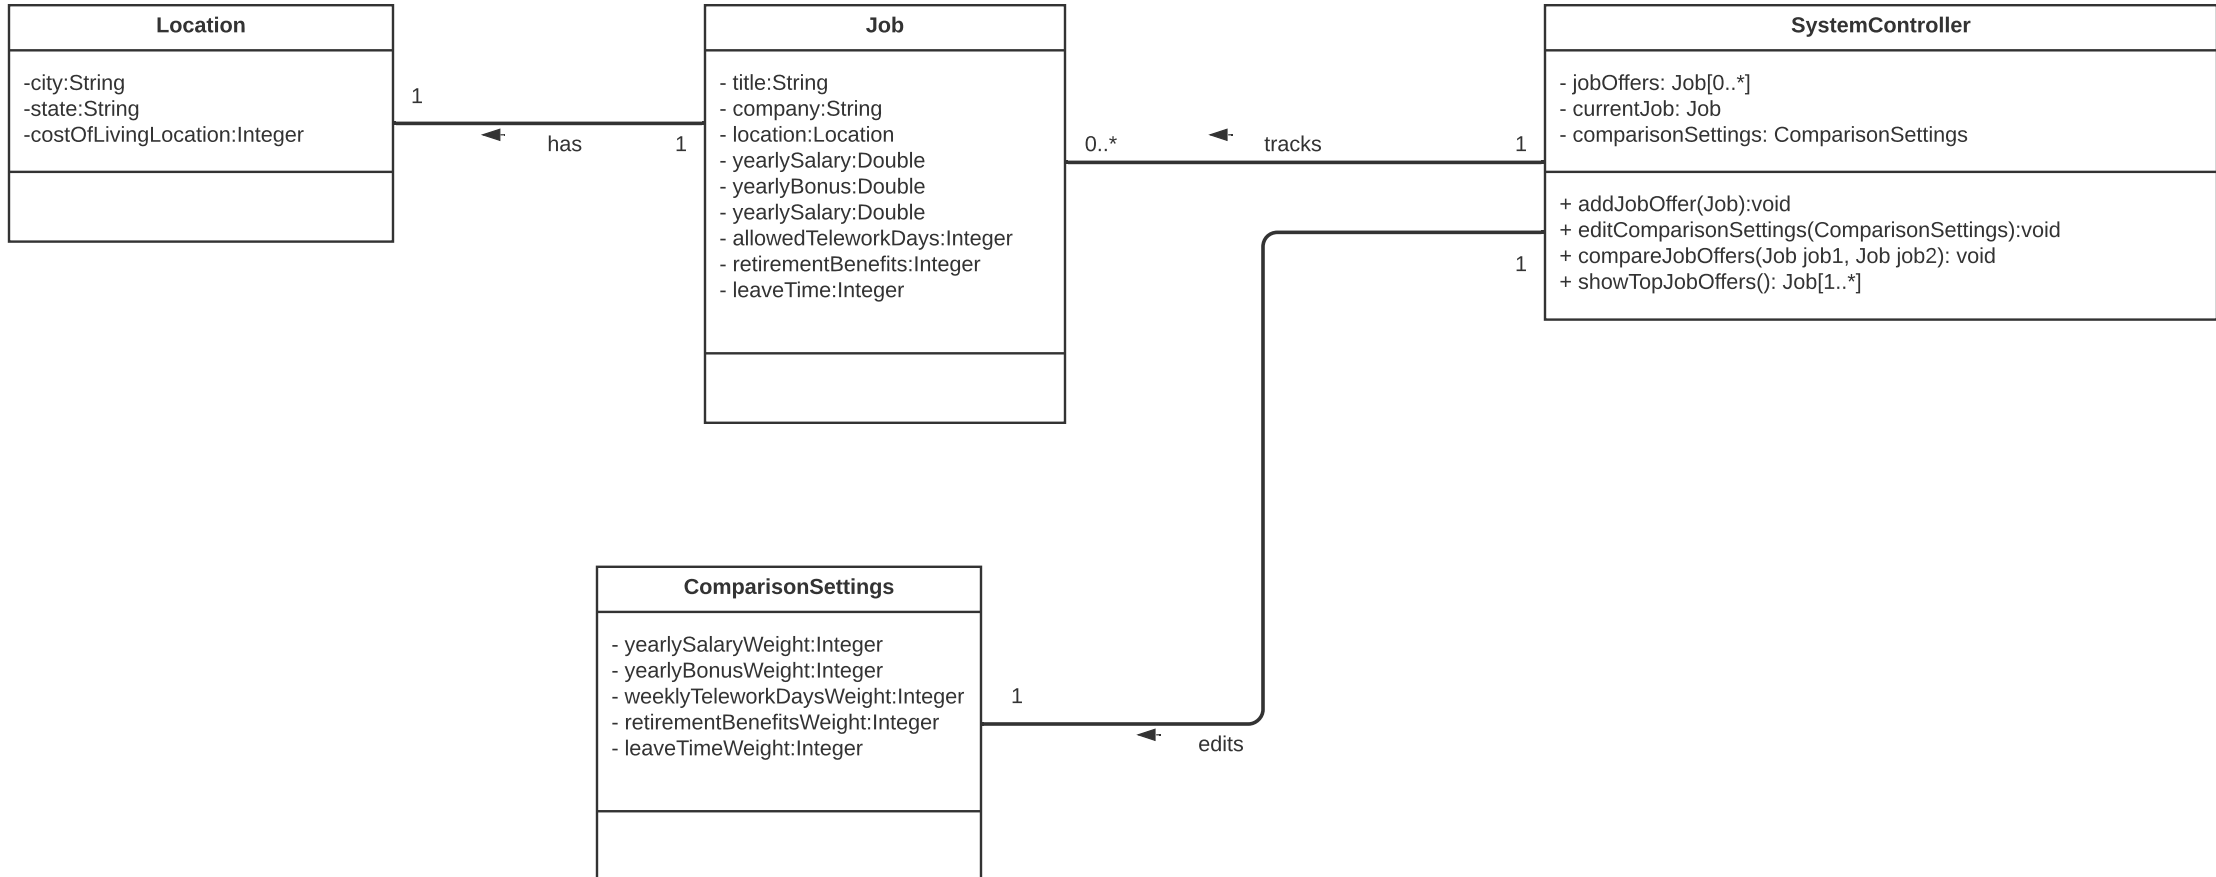 Location
-city:String
-state:String
-costOfLivingLocation:Integer
1
has
1
Job
- title:String
- company:String
- location:Location
- yearlySalary:Double
- yearlyBonus:Double
- yearlySalary:Double
- allowedTeleworkDays:Integer
- retirementBenefits:Integer
- leaveTime:Integer
0..*
tracks
1
SystemController
- jobOffers: Job[0..*]
- currentJob: Job
- comparisonSettings: ComparisonSettings
+ addJobOffer(Job):void
+ editComparisonSettings(ComparisonSettings):void
+ compareJobOffers(Job job1, Job job2): void
+ showTopJobOffers(): Job[1..*]
1
ComparisonSettings
- yearlySalaryWeight:Integer
- yearlyBonusWeight:Integer
- weeklyTeleworkDaysWeight:Integer
- retirementBenefitsWeight:Integer
- leaveTimeWeight:Integer
1
edits